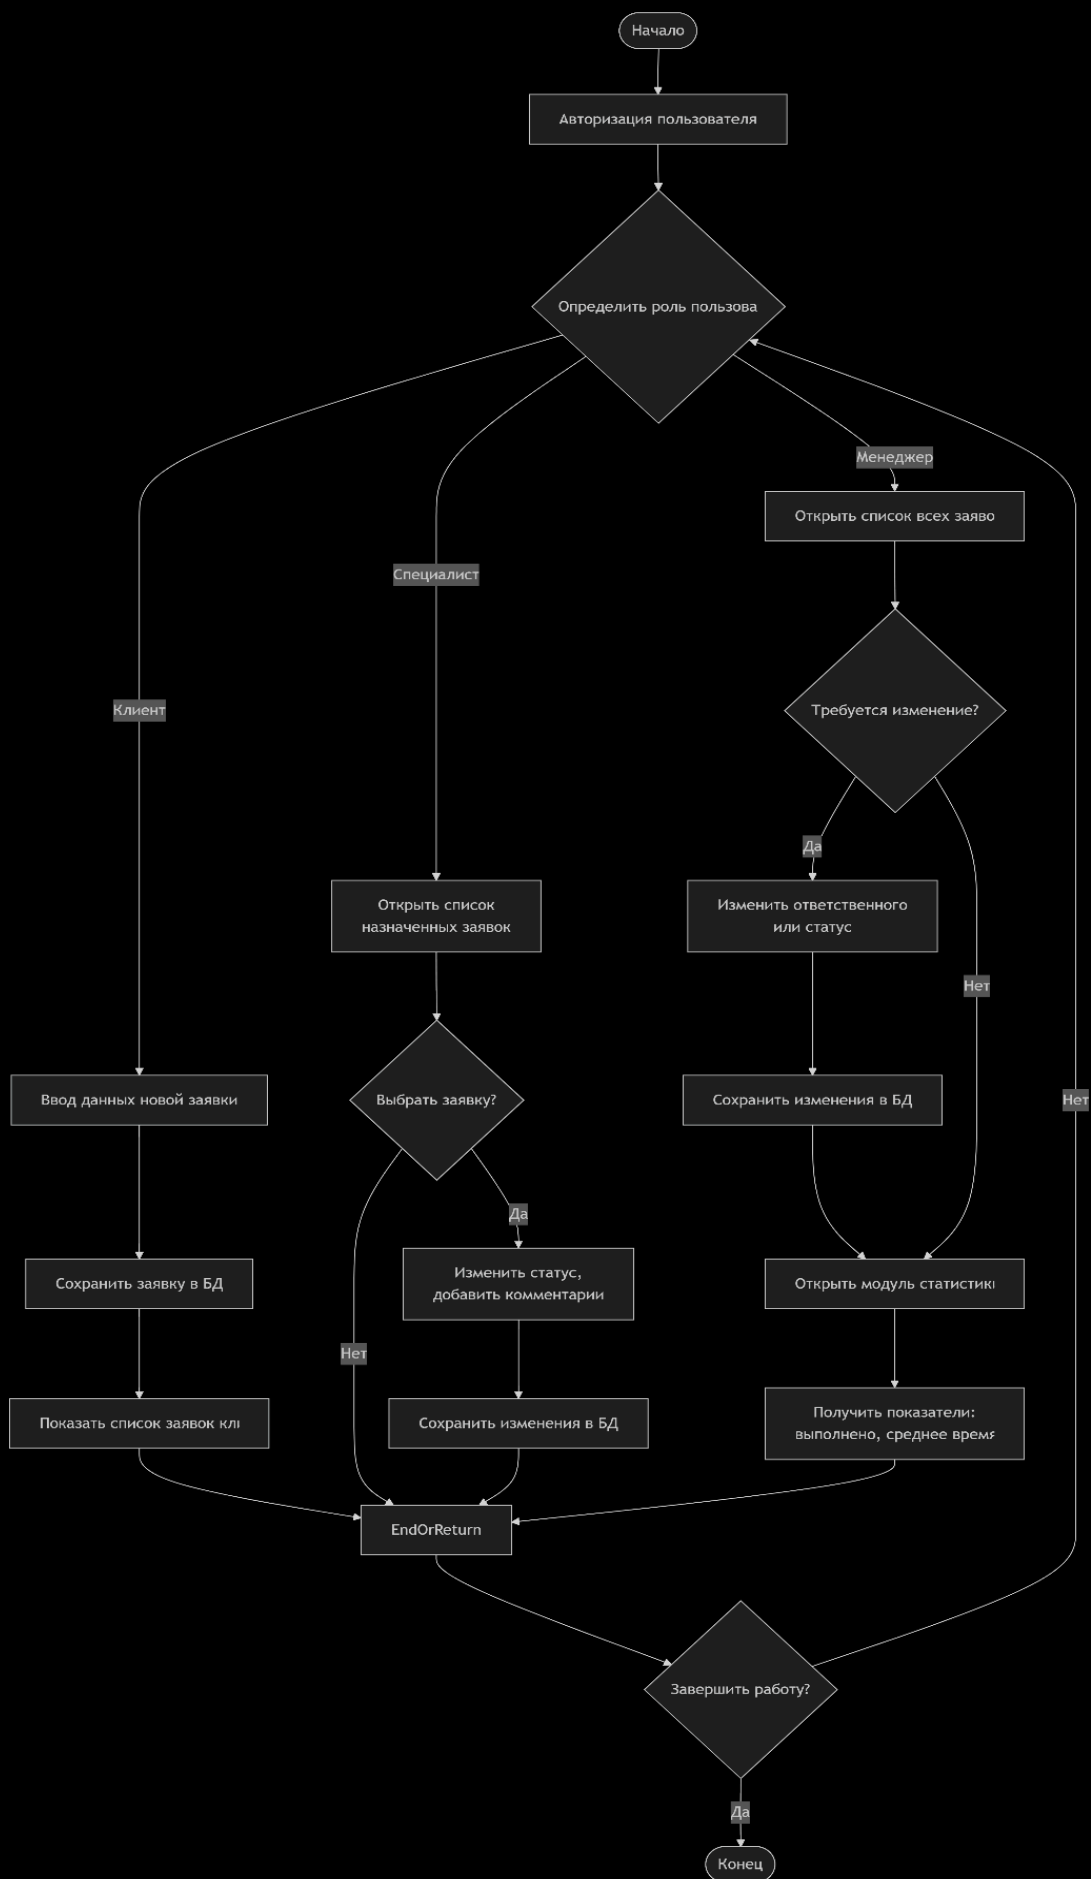 Начало
Авторизация пользователя
Определить роль пользова
Менеджер
Открыть список всех заяво
Специалист
Клиент
Требуется изменение?
Да
Открыть список
назначенных заявок
Изменить ответственного
или статус
Нет
Ввод данных новой заявки
Выбрать заявку?
Сохранить изменения в БД
Нет
Да
Сохранить заявку в БД
Изменить статус,
добавить комментарии
Открыть модуль статистики
Нет
Показать список заявок кли
Сохранить изменения в БД
Получить показатели:
выполнено, среднее время
EndOrReturn
Завершить работу?
Да
Конец